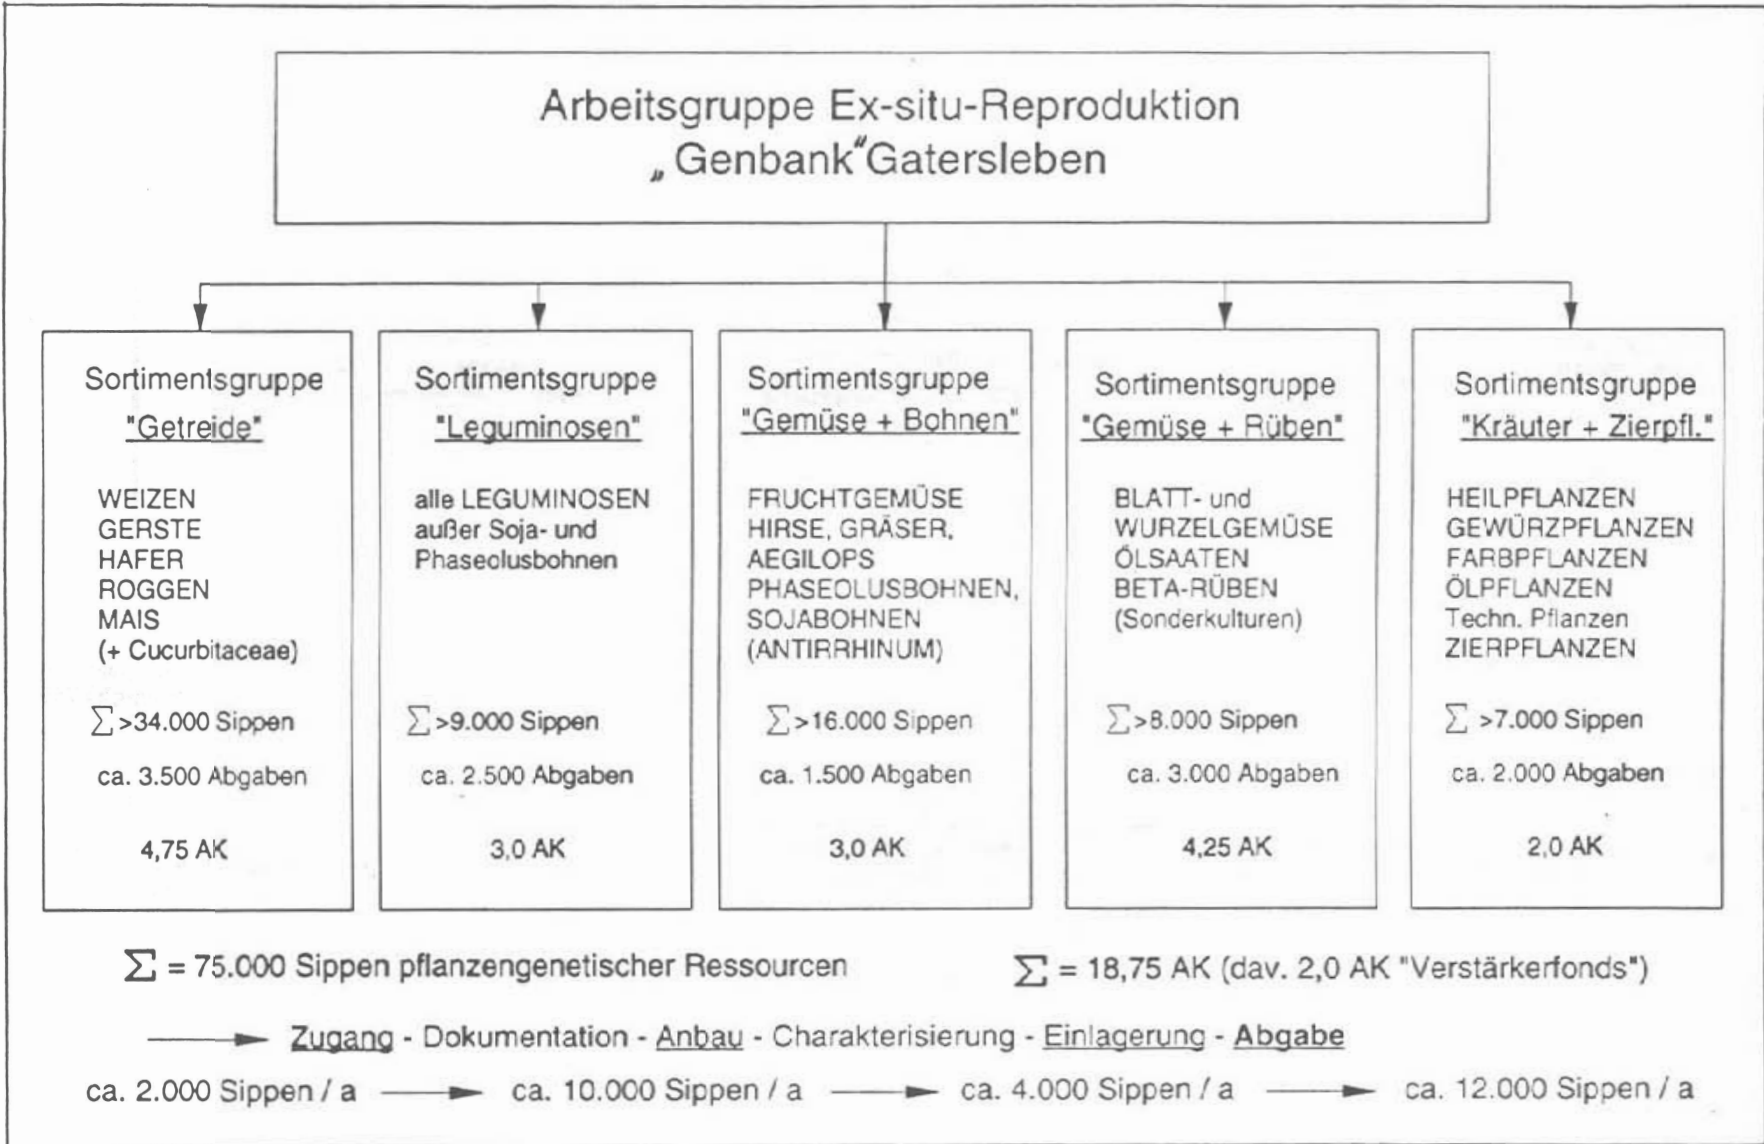 Arbeitsgruppe Ex-situ-Reproduktion
„Genbank“Gatersleben
Sortimentsgruppe
"Getreide"
WEIZEN
GERSTE
HAFER
ROGGEN
MAIS
(+ Cucurbitaceae)
∑>34.000 Sippen
ca. 3.500 Abgaben
4,75 AK
Sortimentsgruppe
"Leguminosen"
alle LEGUMINOSEN
außer Soja- und
Phaseolusbohnen
∑>9.000 Sippen
ca. 2.500 Abgaben
3,0 AK
Sortimentsgruppe
"Gemüse + Bohnen"
FRUCHTGEMÜSE
HIRSE, GRÄSER,
AEGILOPS
PHASEOLUSBOHNEN,
SOJABOHNEN
(ANTIRRHINUM)
∑>16.000 Sippen
ca. 1.500 Abgaben
3,0 AK
Sortimentsgruppe
"Gemüse + Rüben"
BLATT- und
WURZELGEMÜSE
ÖLSAATEN
BETA-RÜBEN
(Sonderkulturen)
∑>8.000 Sippen
ca. 3.000 Abgaben
4,25 AK
Sortimentsgruppe
"Kräuter + Zierpfl."
HEILPFLANZEN
GEWÜRZPFLANZEN
FARBPFLANZEN
ÖLPFLANZEN
Techn. Pflanzen
ZIERPFLANZEN
∑ >7.000 Sippen
ca. 2.000 Abgaben
2,0 AK
∑ = 75.000 Sippen pflanzengenetischer Ressourcen
∑ = 18,75 AK (dav. 2,0 AK "Verstärkerfonds")
Zugang - Dokumentation - Anbau - Charakterisierung - Einlagerung - Abgabe
ca. 2.000 Sippen / a ca. 10.000 Sippen / a ca. 4.000 Sippen / a ca. 12.000 Sippen / a